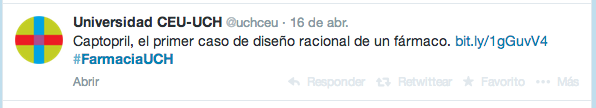 Universidad CEU-UCH @uchceu · 16 de abr.
Captopril, el primer caso de diseño racional de un fármaco. bit.ly/1gGuvV4
#FarmaciaUCH
Abrir Responder Retwittear Favorito Más